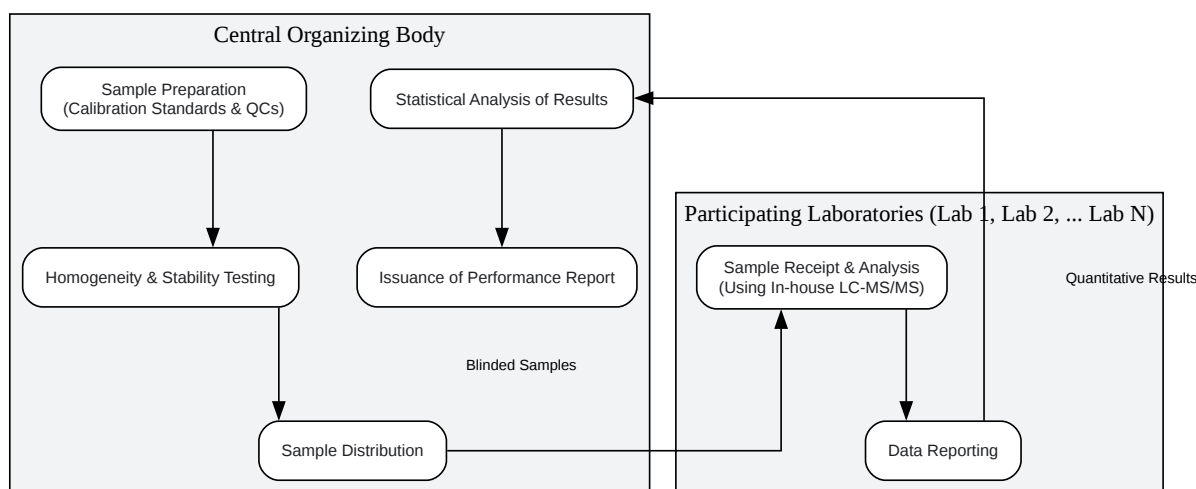 Central Organizing Body
Sample Preparation
(Calibration Standards & QCs)
Statistical Analysis of Results
Homogeneity & Stability Testing
Issuance of Performance Report
Blinded Samples
Sample Distribution
Participating Laboratories (Lab 1, Lab 2, ... Lab N)
Sample Receipt & Analysis
(Using In-house LC-MS/MS)
Quantitative Results
Data Reporting